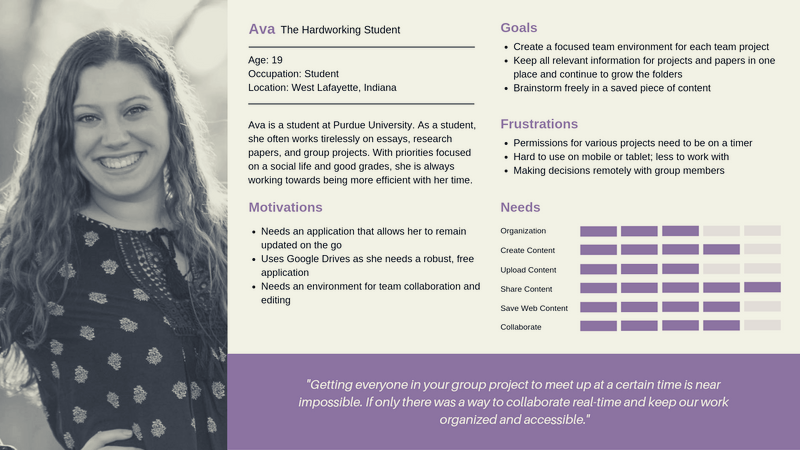 Ava The Hardworking Student
Age: 19
Occupation: Student
Location: West Lafayette, Indiana
Ava is a student at Purdue University. As a student,
she often works tirelessly on essays, research
papers, and group projects. With priorities focused
on a social life and good grades, she is always
working towards being more efficient with her time.
Motivations
• Needs an application that allows her to remain
updated on the go
• Uses Google Drives as she needs a robust, free
application
• Needs an environment for team collaboration and
editing
Goals
• Create a focused team environment for each team project
• Keep all relevant information for projects and papers in one
place and continue to grow the folders
• Brainstorm freely in a saved piece of content
Frustrations
• Permissions for various projects need to be on a timer
• Hard to use on mobile or tablet; less to work with
• Making decisions remotely with group members
Needs
Organization
Create Content
Upload Content
Share Content
Save Web Content
Collaborate
"Getting everyone in your group project to meet up at a certain time is near
impossible. If only there was a way to collaborate real-time and keep our work
organized and accessible."